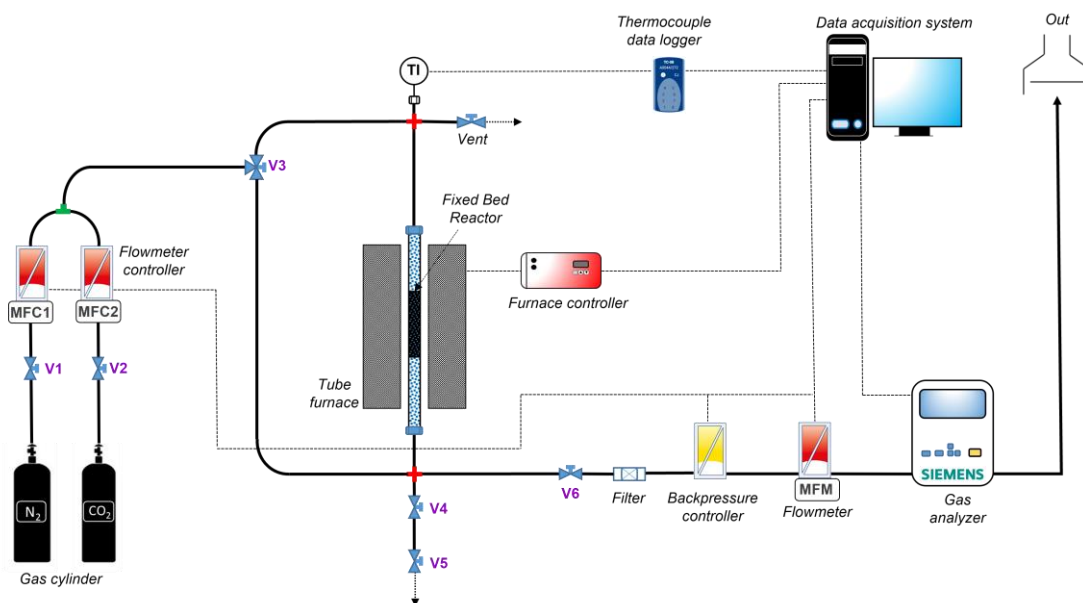 Thermocouple
data logger
Data acquisition system
Out
TI
Vent
V3
Fixed Bed
Reactor
Flowmeter
controller
Furnace controller
MFC1
MFC2
V1
V2
Tube
furnace
SIEMENS
V6
Filter
Backpressure
controller
MFM
Flowmeter
Gas
analyzer
N2
CO2
V4
V5
Gas cylinder